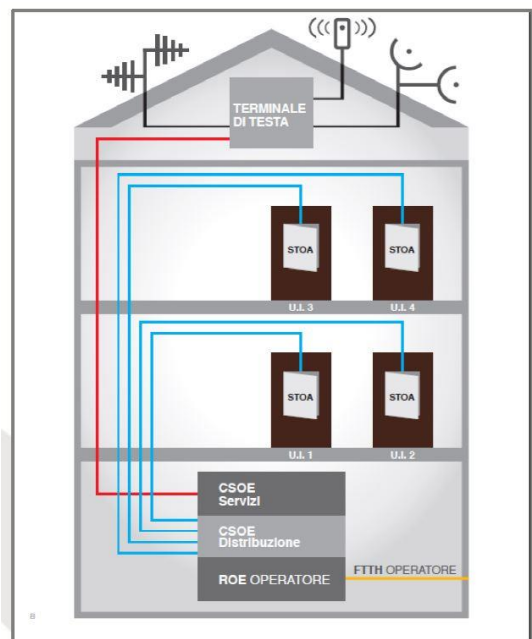 TERMINALE
DI TESTA
STOA
STOA
U.I. 3
U.I. 4
STOA
STOA
U.I. 1
U.I. 2
CSOE
Servizi
CSOE
Distribuzione
ROE OPERATORE
FTTH OPERATORE